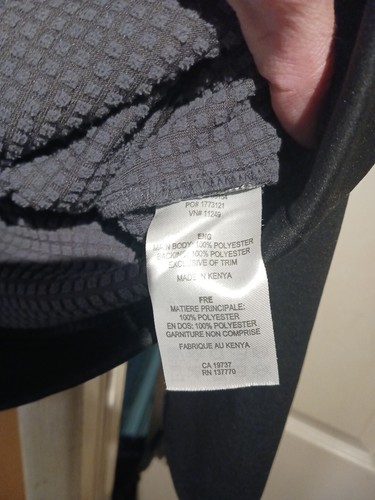 PO# 1773121
VN# 11249
ENG
MAIN BODY: 100% POLYESTER
BACKING: 100% POLYESTER
EXCLUSIVE OF TRIM
MADE IN KENYA
FRE
MATIERE PRINCIPALE:
100% POLYESTER
EN DOS: 100% POLYESTER
GARNITURE NON COMPRISE
FABRIQUE AU KENYA
CA 19737
RN 137770